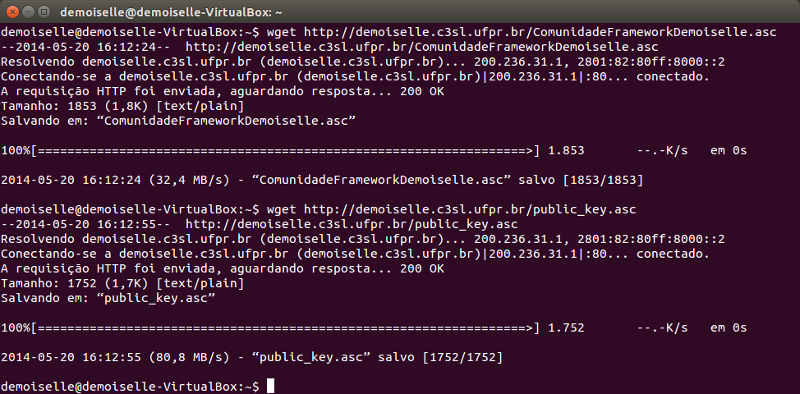 demoiselle@demoiselle-VirtualBox: ~
demoiselle@demoiselle-VirtualBox:~$ wget http://demoiselle.c3sl.ufpr.br/ComunidadeFrameworkDemoiselle.asc
--2014-05-20 16:12:24--  http://demoiselle.c3sl.ufpr.br/ComunidadeFrameworkDemoiselle.asc
Resolvendo demoiselle.c3sl.ufpr.br (demoiselle.c3sl.ufpr.br)... 200.236.31.1, 2801:82:80ff:8000::2
Conectando-se a demoiselle.c3sl.ufpr.br (demoiselle.c3sl.ufpr.br)|200.236.31.1|:80... conectado.
A requisição HTTP foi enviada, aguardando resposta... 200 OK
Tamanho: 1853 (1,8K) [text/plain]
Salvando em: “ComunidadeFrameworkDemoiselle.asc”
100%[==================================================================>] 1.853       --.-K/s   em 0s
2014-05-20 16:12:24 (32,4 MB/s) - “ComunidadeFrameworkDemoiselle.asc” salvo [1853/1853]
demoiselle@demoiselle-VirtualBox:~$ wget http://demoiselle.c3sl.ufpr.br/public_key.asc
--2014-05-20 16:12:55--  http://demoiselle.c3sl.ufpr.br/public_key.asc
Resolvendo demoiselle.c3sl.ufpr.br (demoiselle.c3sl.ufpr.br)... 200.236.31.1, 2801:82:80ff:8000::2
Conectando-se a demoiselle.c3sl.ufpr.br (demoiselle.c3sl.ufpr.br)|200.236.31.1|:80... conectado.
A requisição HTTP foi enviada, aguardando resposta... 200 OK
Tamanho: 1752 (1,7K) [text/plain]
Salvando em: “public_key.asc”
100%[==================================================================>] 1.752       --.-K/s   em 0s
2014-05-20 16:12:55 (80,8 MB/s) - “public_key.asc” salvo [1752/1752]
demoiselle@demoiselle-VirtualBox:~$